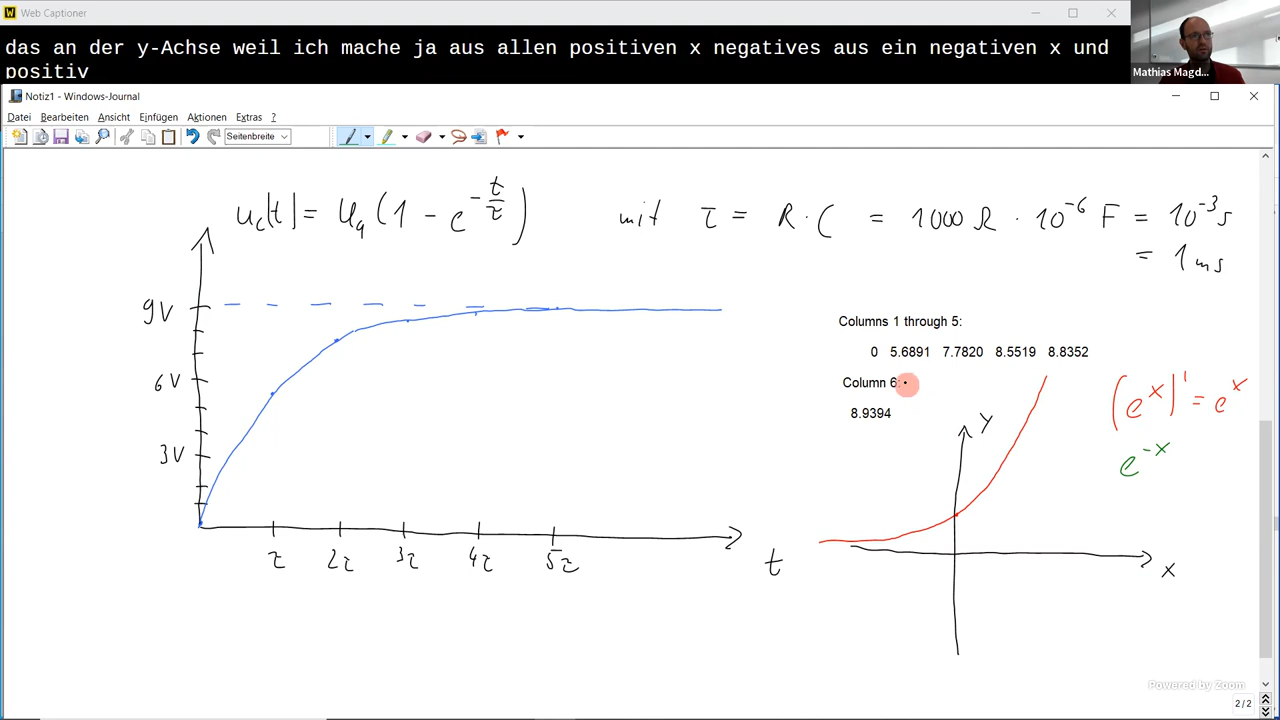 Web Captioner
das an der y-Achse weil ich mache ja aus allen positiven x negatives aus ein negativen x und
positiv
Mathias Magd...
Notiz1 - Windows-Journal
Datei Bearbeiten Ansicht Einfügen Aktionen Extras ?
Seitenbreite
u_c(t) = U_q (1 - e^{-t/τ}) mit τ = R · C = 1000 Ω · 10^{-6} F = 10^{-3} s
= 1 ms
9V
6V
3V
τ 2τ 3τ 4τ 5τ
t
Columns 1 through 5:
0 5.6891 7.7820 8.5519 8.8352
Column 6:
8.9394
(e^x)' = e^x
e^{-x}
y
x
Powered by Zoom
2 / 2